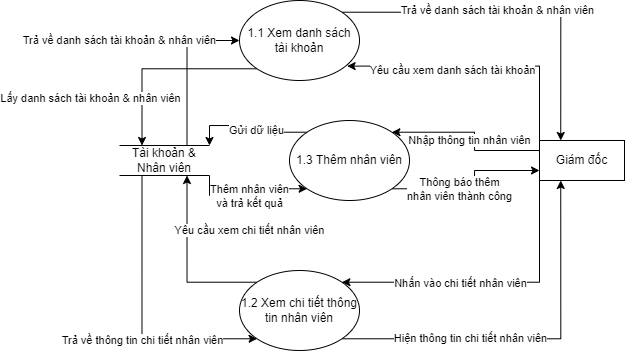 Trả về danh sách tài khoản & nhân viên
1.1 Xem danh sách
tài khoản
Trả về danh sách tài khoản & nhân viên
Yêu cầu xem danh sách tài khoản
Lấy danh sách tài khoản & nhân viên
Gửi dữ liệu
Nhập thông tin nhân viên
Tài khoản &
Nhân viên
1.3 Thêm nhân viên
Giám đốc
Thêm nhân viên
và trả kết quả
Thông báo thêm
nhân viên thành công
Yêu cầu xem chi tiết nhân viên
Nhấn vào chi tiết nhân viên
1.2 Xem chi tiết thông
tin nhân viên
Trả về thông tin chi tiết nhân viên
Hiện thông tin chi tiết nhân viên